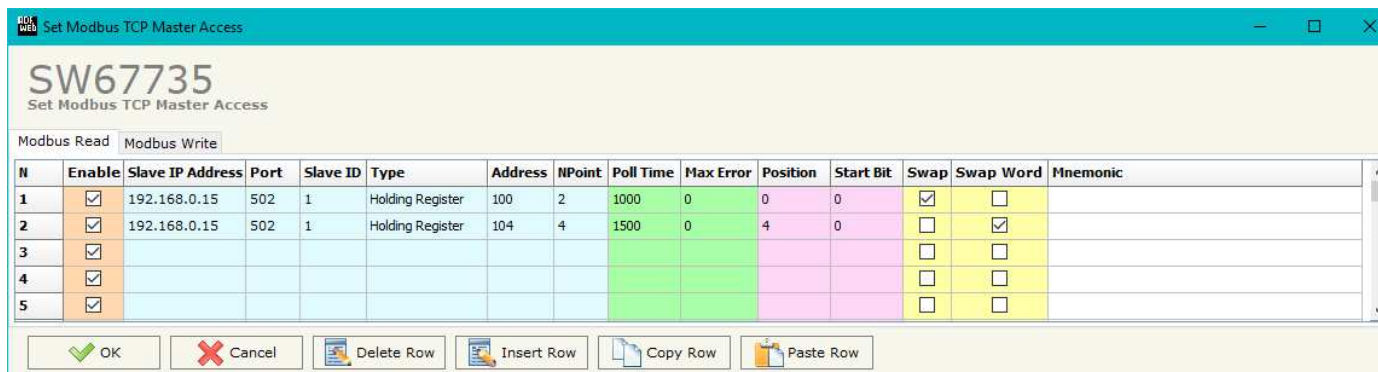 ADF WEB Set Modbus TCP Master Access
SW67735
Set Modbus TCP Master Access
Modbus Read Modbus Write
N Enable Slave IP Address Port Slave ID Type Address NPoint Poll Time Max Error Position Start Bit Swap Swap Word Mnemonic
1 192.168.0.15 502 1 Holding Register 100 2 1000 0 0 0
2 192.168.0.15 502 1 Holding Register 104 4 1500 0 4 0
3
4
5
OK Cancel Delete Row Insert Row Copy Row Paste Row